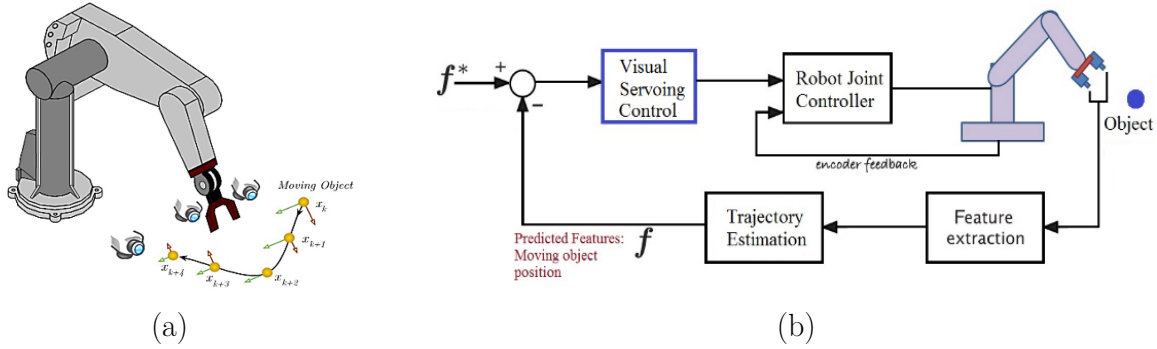 Moving Object
x_k
x_{k+1}
x_{k+2}
x_{k+3}
x_{k+4}
(a)
f*
+
−
Visual
Servoing
Control
Robot Joint
Controller
encoder feedback
Object
Feature
extraction
Trajectory
Estimation
f
Predicted Features:
Moving object
position
(b)